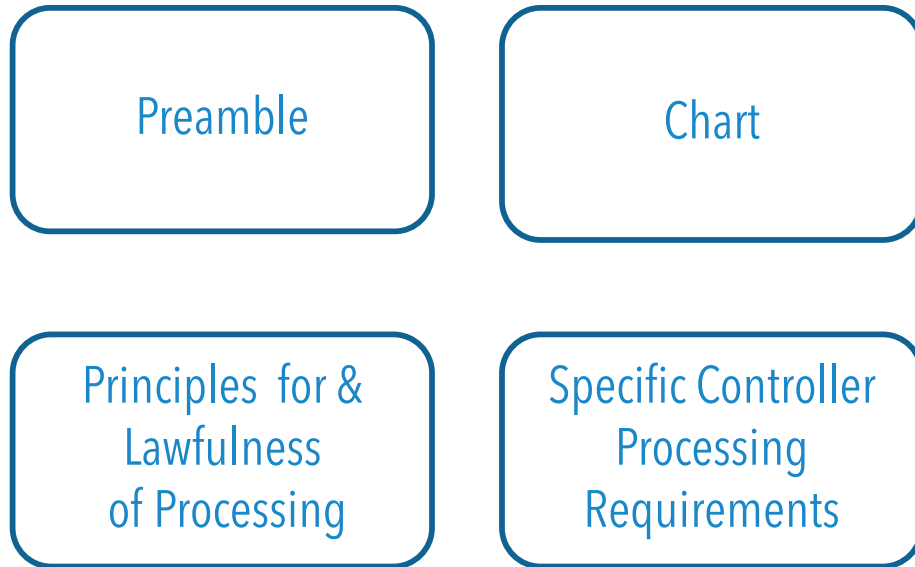 Preamble
Chart
Principles for &
Lawfulness
of Processing
Specific Controller
Processing
Requirements